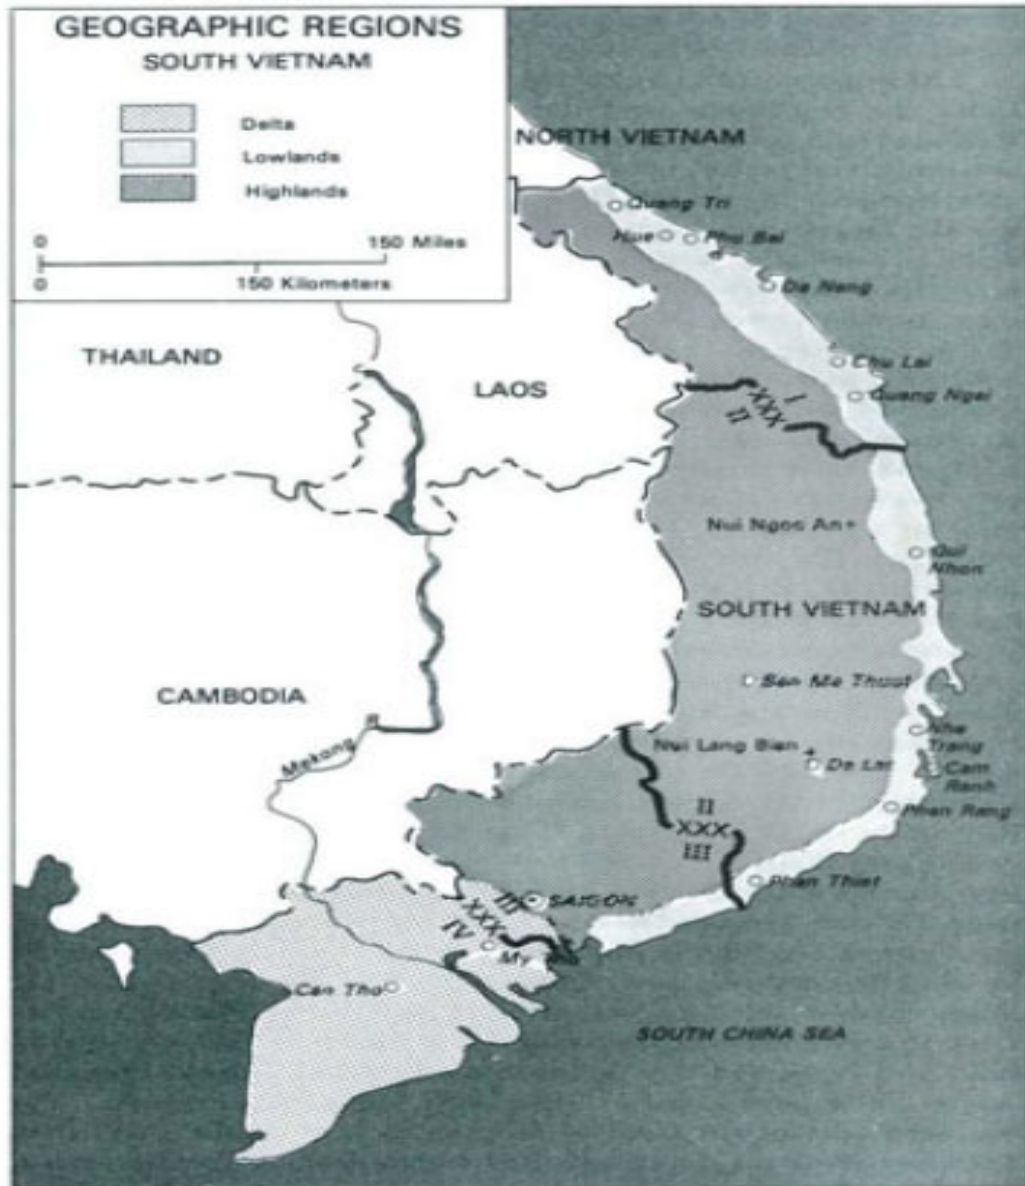 GEOGRAPHIC REGIONS
SOUTH VIETNAM
Delta
Lowlands
Highlands
0 150 Miles
0 150 Kilometers
NORTH VIETNAM
Quang Tri
Hue
Phu Bai
Da Nang
THAILAND
LAOS
Chu Lai
Quang Ngai
I
XXX
II
Nui Ngoc An+
Qui
Nhon
SOUTH VIETNAM
CAMBODIA
Ban Me Thuot
Mekong
Nui Lang Bian +
Nha
Trang
Da Lat
Cam
Ranh
Phan Rang
II
XXX
III
Phan Thiet
SAIGON
III
XXX
IV
My
Can Tho
SOUTH CHINA SEA